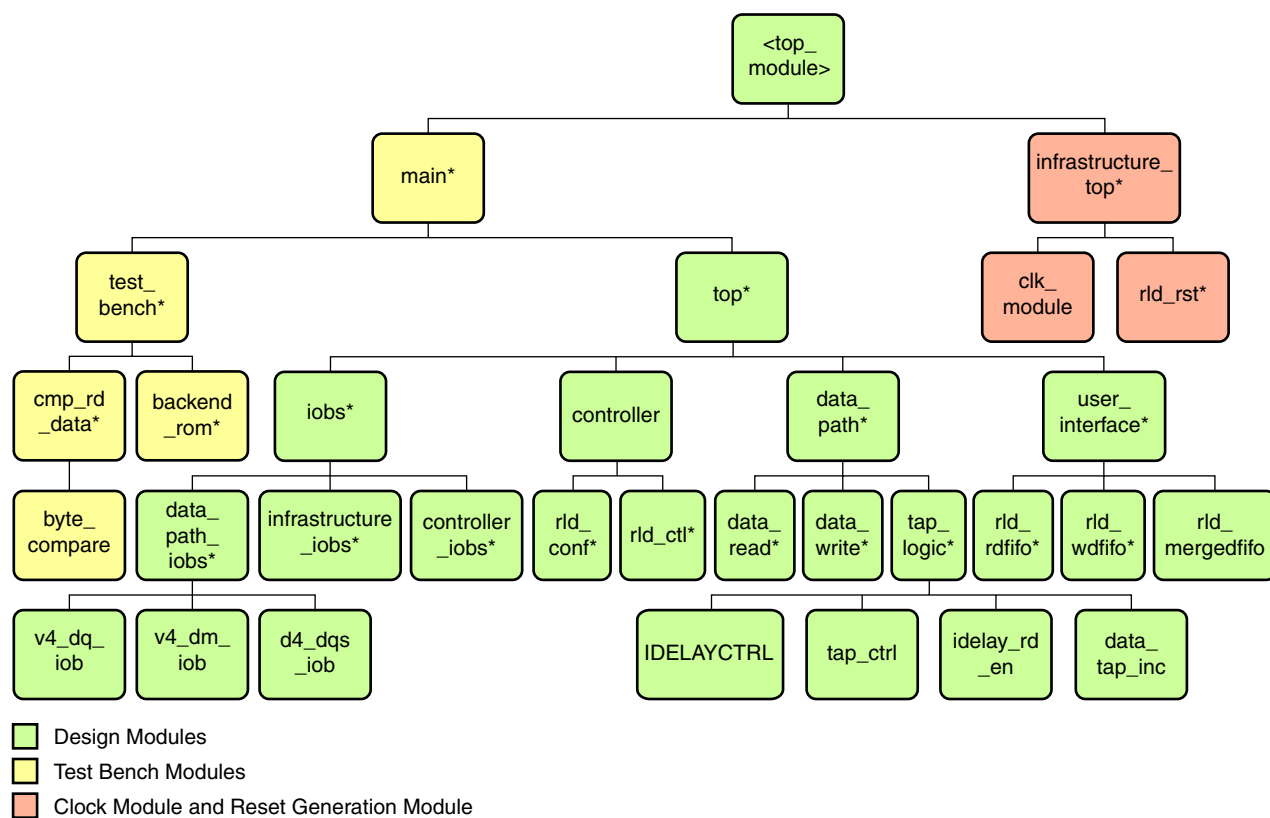 <top_
module>
main*
infrastructure_
top*
test_
bench*
top*
clk_
module
rld_rst*
cmp_rd
_data*
backend
_rom*
iobs*
controller
data_
path*
user_
interface*
byte_
compare
data_
path_
iobs*
infrastructure
_iobs*
controller
_iobs*
rld_
conf*
rld_ctl*
data_
read*
data_
write*
tap_
logic*
rld_
rdfifo*
rld_
wdfifo*
rld_
mergedfifo
v4_dq_
iob
v4_dm_
iob
d4_dqs
_iob
IDELAYCTRL
tap_ctrl
idelay_rd
_en
data_
tap_inc
Design Modules
Test Bench Modules
Clock Module and Reset Generation Module